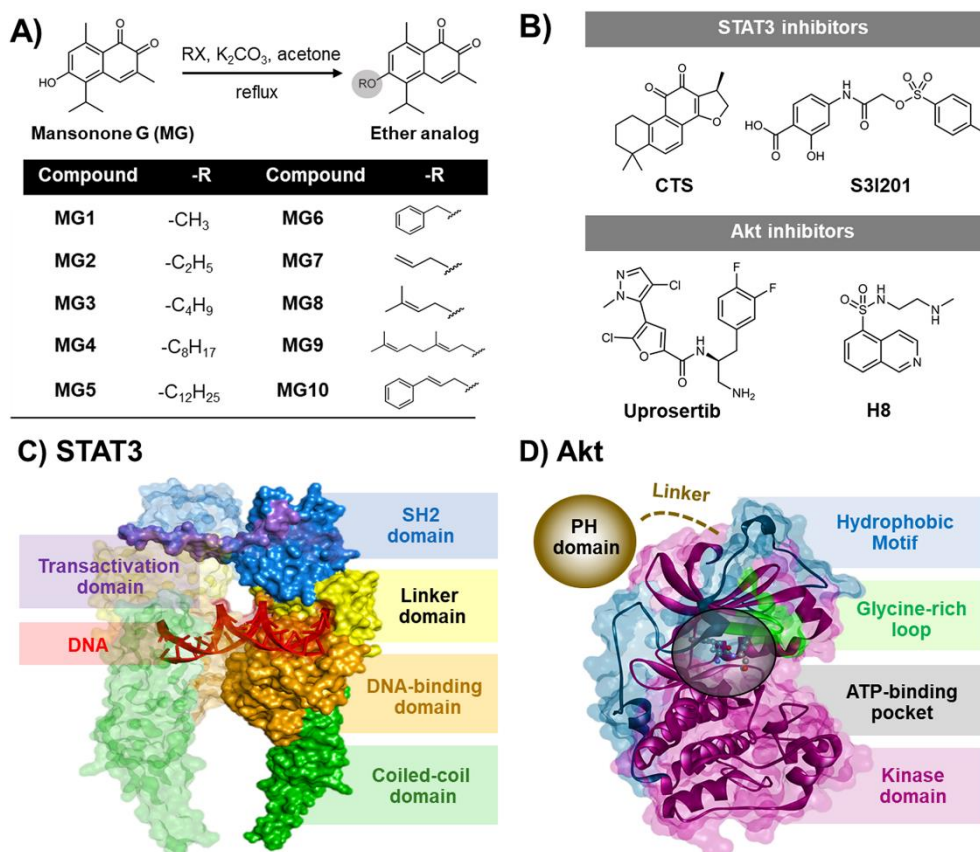 A)
RX, K₂CO₃, acetone
reflux
O
O
HO
O
O
RO
Mansonone G (MG)
Ether analog
Compound -R Compound -R
MG1 -CH₃ MG6
MG2 -C₂H₅ MG7
MG3 -C₄H₉ MG8
MG4 -C₈H₁₇ MG9
MG5 -C₁₂H₂₅ MG10
B)
STAT3 inhibitors
O
O
O
CTS
HO
O
OH
H
N
O
O
O
S
O
S3I201
Akt inhibitors
N
N
Cl
Cl
O
O
H
N
F
F
NH₂
Uprosertib
O
S
O
H
N
N
H
N
H8
C) STAT3
SH2
domain
Transactivation
domain
Linker
domain
DNA
DNA-binding
domain
Coiled-coil
domain
D) Akt
Linker
PH
domain
Hydrophobic
Motif
Glycine-rich
loop
ATP-binding
pocket
Kinase
domain